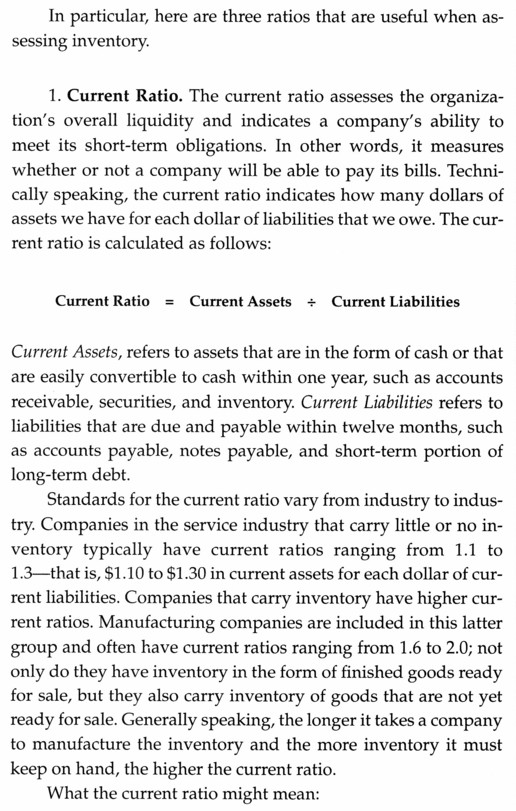 In particular, here are three ratios that are useful when as-
sessing inventory.
1. Current Ratio. The current ratio assesses the organiza-
tion's overall liquidity and indicates a company's ability to
meet its short-term obligations. In other words, it measures
whether or not a company will be able to pay its bills. Techni-
cally speaking, the current ratio indicates how many dollars of
assets we have for each dollar of liabilities that we owe. The cur-
rent ratio is calculated as follows:
Current Ratio = Current Assets ÷ Current Liabilities
Current Assets, refers to assets that are in the form of cash or that
are easily convertible to cash within one year, such as accounts
receivable, securities, and inventory. Current Liabilities refers to
liabilities that are due and payable within twelve months, such
as accounts payable, notes payable, and short-term portion of
long-term debt.
Standards for the current ratio vary from industry to indus-
try. Companies in the service industry that carry little or no in-
ventory typically have current ratios ranging from 1.1 to
1.3—that is, $1.10 to $1.30 in current assets for each dollar of cur-
rent liabilities. Companies that carry inventory have higher cur-
rent ratios. Manufacturing companies are included in this latter
group and often have current ratios ranging from 1.6 to 2.0; not
only do they have inventory in the form of finished goods ready
for sale, but they also carry inventory of goods that are not yet
ready for sale. Generally speaking, the longer it takes a company
to manufacture the inventory and the more inventory it must
keep on hand, the higher the current ratio.
What the current ratio might mean: